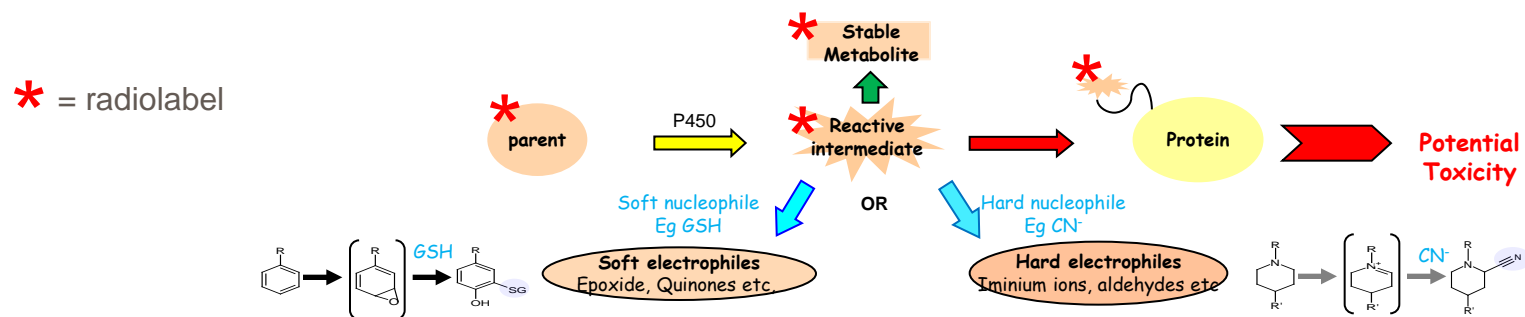 * = radiolabel
*
parent
P450
*
Stable
Metabolite
*
Reactive
intermediate
*
Protein
Potential
Toxicity
Soft nucleophile
Eg GSH
OR
Hard nucleophile
Eg CN-
Soft electrophiles
Epoxide, Quinones etc,
Hard electrophiles
Iminium ions, aldehydes etc
R
R
O
GSH
R
SG
OH
R
N
R'
R
N+
R'
CN-
R
N
N
R'